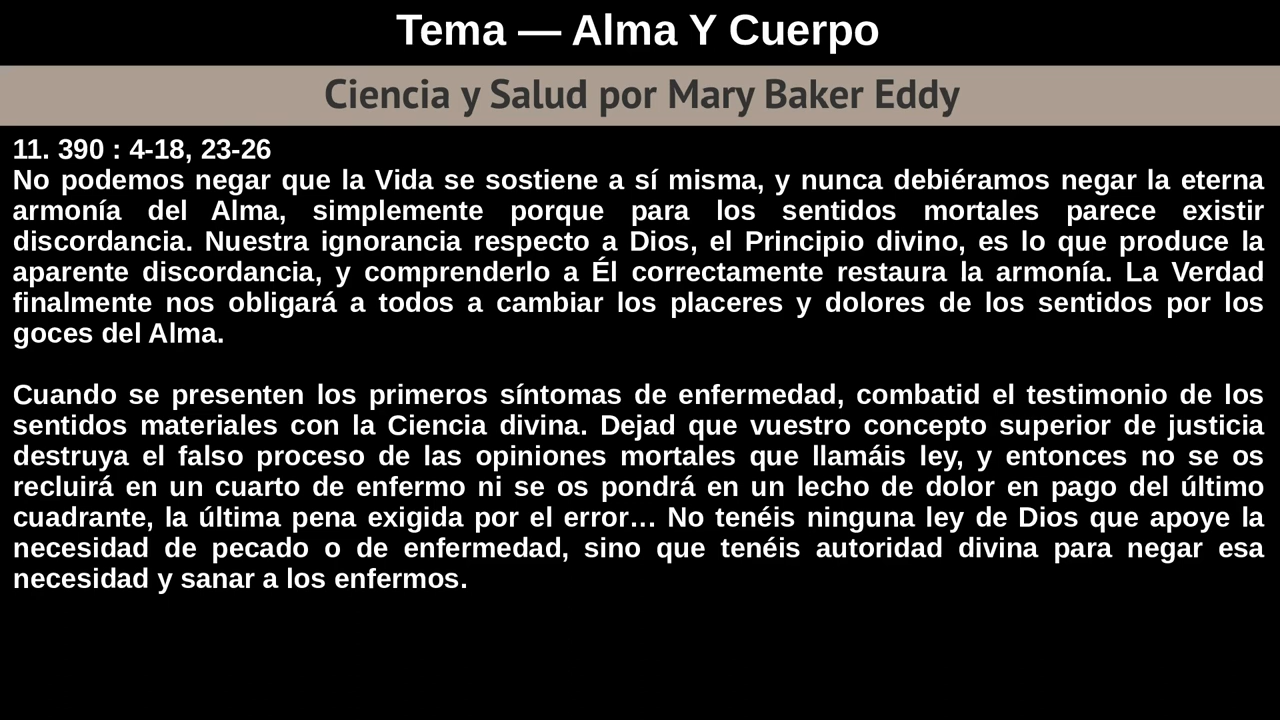 Tema — Alma Y Cuerpo
Ciencia y Salud por Mary Baker Eddy
11. 390 : 4-18, 23-26
No podemos negar que la Vida se sostiene a sí misma, y nunca debiéramos negar la eterna
armonía del Alma, simplemente porque para los sentidos mortales parece existir
discordancia. Nuestra ignorancia respecto a Dios, el Principio divino, es lo que produce la
aparente discordancia, y comprenderlo a Él correctamente restaura la armonía. La Verdad
finalmente nos obligará a todos a cambiar los placeres y dolores de los sentidos por los
goces del Alma.
Cuando se presenten los primeros síntomas de enfermedad, combatid el testimonio de los
sentidos materiales con la Ciencia divina. Dejad que vuestro concepto superior de justicia
destruya el falso proceso de las opiniones mortales que llamáis ley, y entonces no se os
recluirá en un cuarto de enfermo ni se os pondrá en un lecho de dolor en pago del último
cuadrante, la última pena exigida por el error… No tenéis ninguna ley de Dios que apoye la
necesidad de pecado o de enfermedad, sino que tenéis autoridad divina para negar esa
necesidad y sanar a los enfermos.